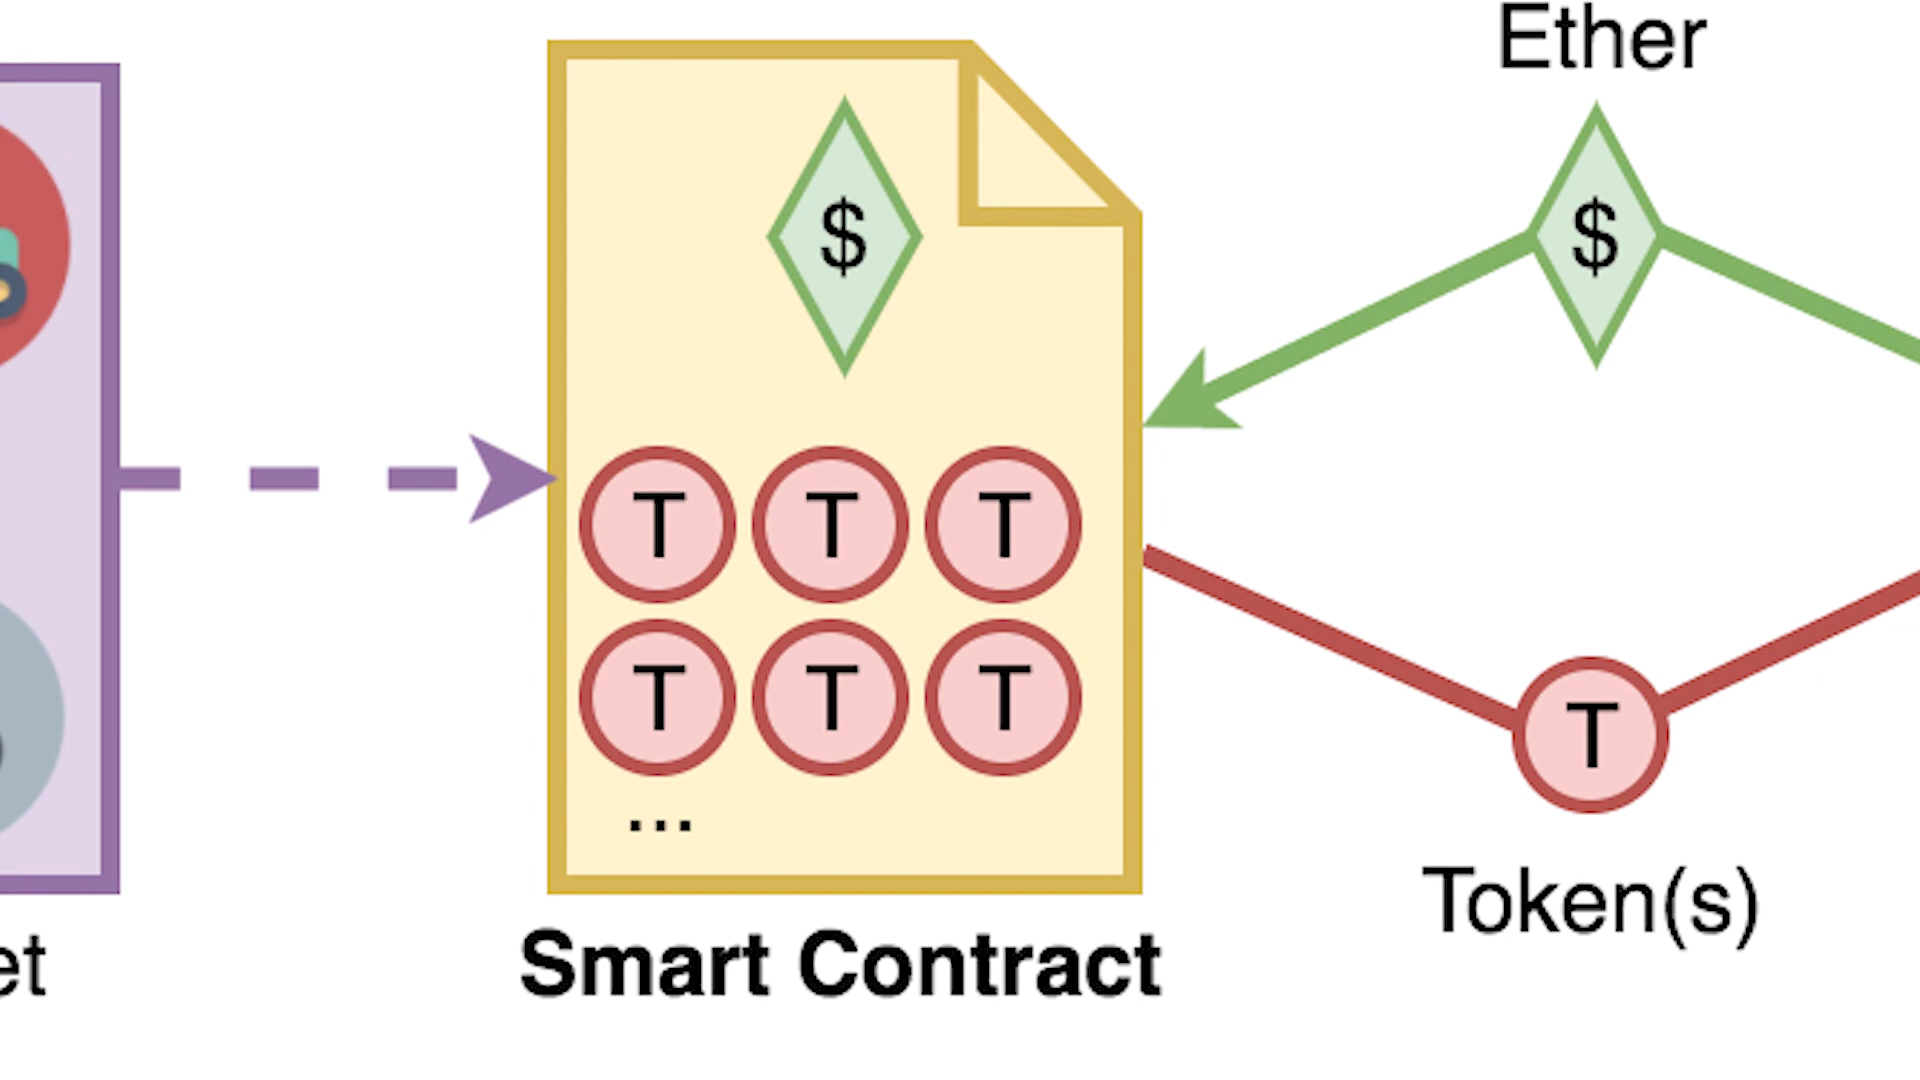 Ether
$
$
T T T
T T T
...
T
Token(s)
et
Smart Contract